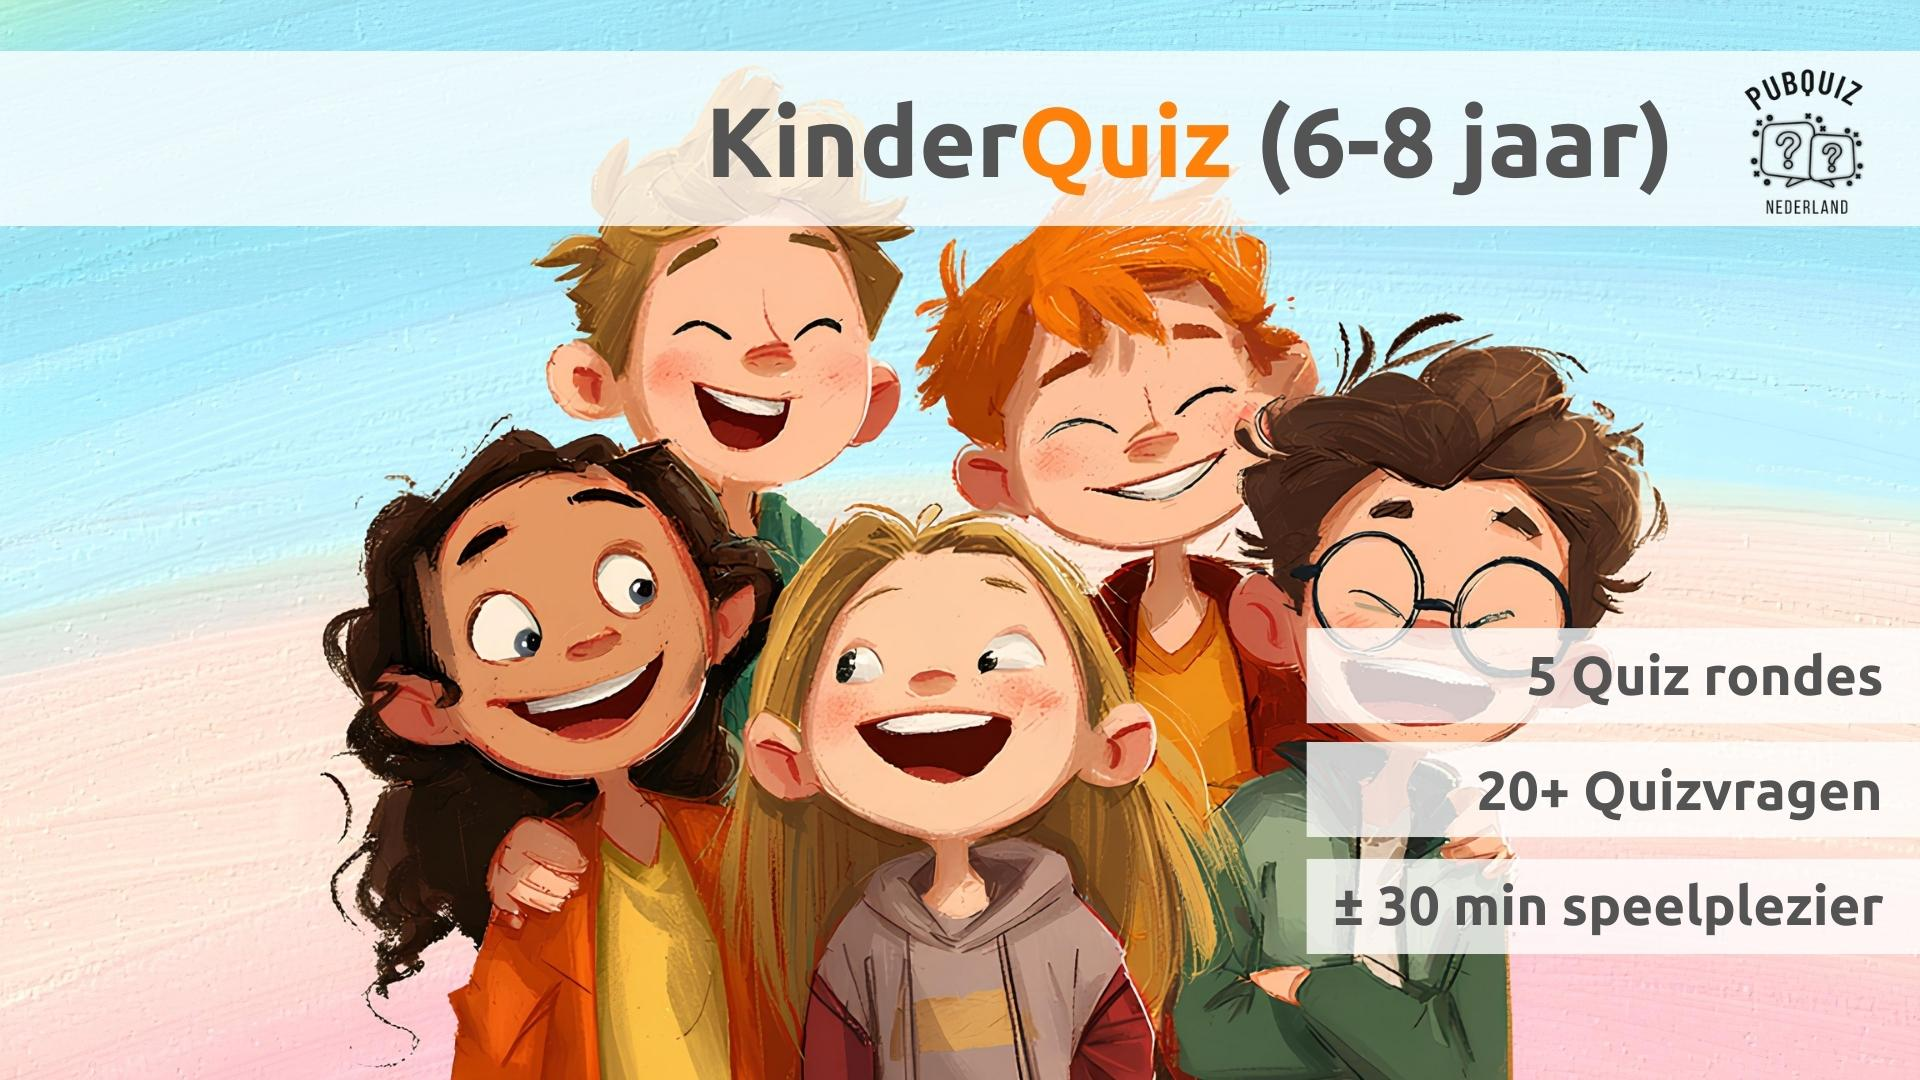 KinderQuiz (6-8 jaar)
PUBQUIZ
NEDERLAND
5 Quiz rondes
20+ Quizvragen
± 30 min speelplezier